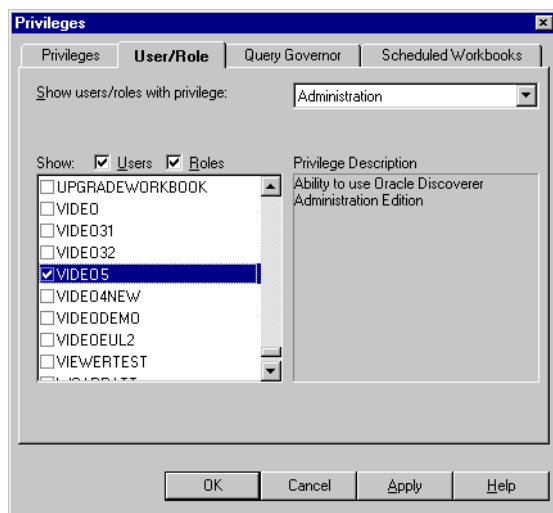 Privileges
Privileges User/Role Query Governor Scheduled Workbooks
Show users/roles with privilege: Administration
Show: Users Roles Privilege Description
UPGRADEWORKBOOK
VIDEO
VIDEO31
VIDEO32
VIDEO5
VIDEO4NEW
VIDEODEMO
VIDEOEUL2
VIEWERTEST
Ability to use Oracle Discoverer
Administration Edition
OK Cancel Apply Help